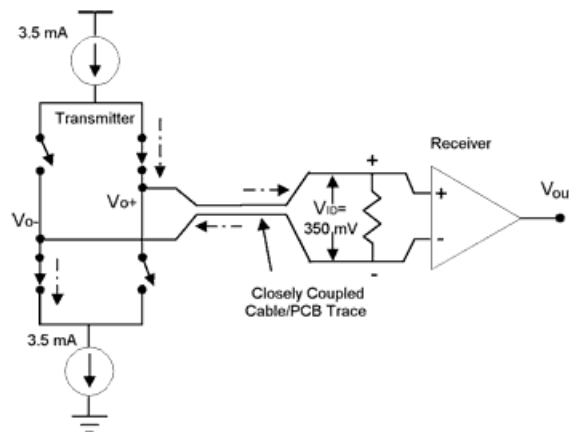 3.5 mA
Transmitter
Receiver
+
Vo+
Vo-
VID=
350 mV
+
-
-
Vou
Closely Coupled
Cable/PCB Trace
3.5 mA